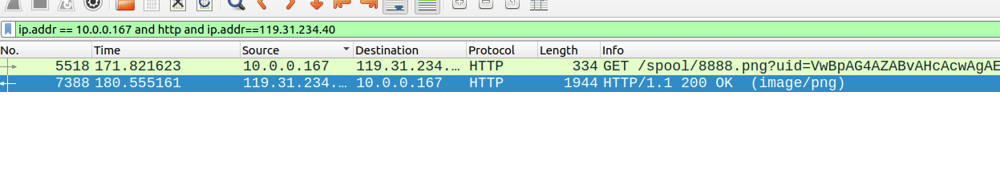 ip.addr == 10.0.0.167 and http and ip.addr==119.31.234.40
No. Time Source Destination Protocol Length Info
5518 171.821623 10.0.0.167 119.31.234.… HTTP 334 GET /spool/8888.png?uid=VwBpAG4AZABvAHcAcwAgAE
7388 180.555161 119.31.234.… 10.0.0.167 HTTP 1944 HTTP/1.1 200 OK (image/png)